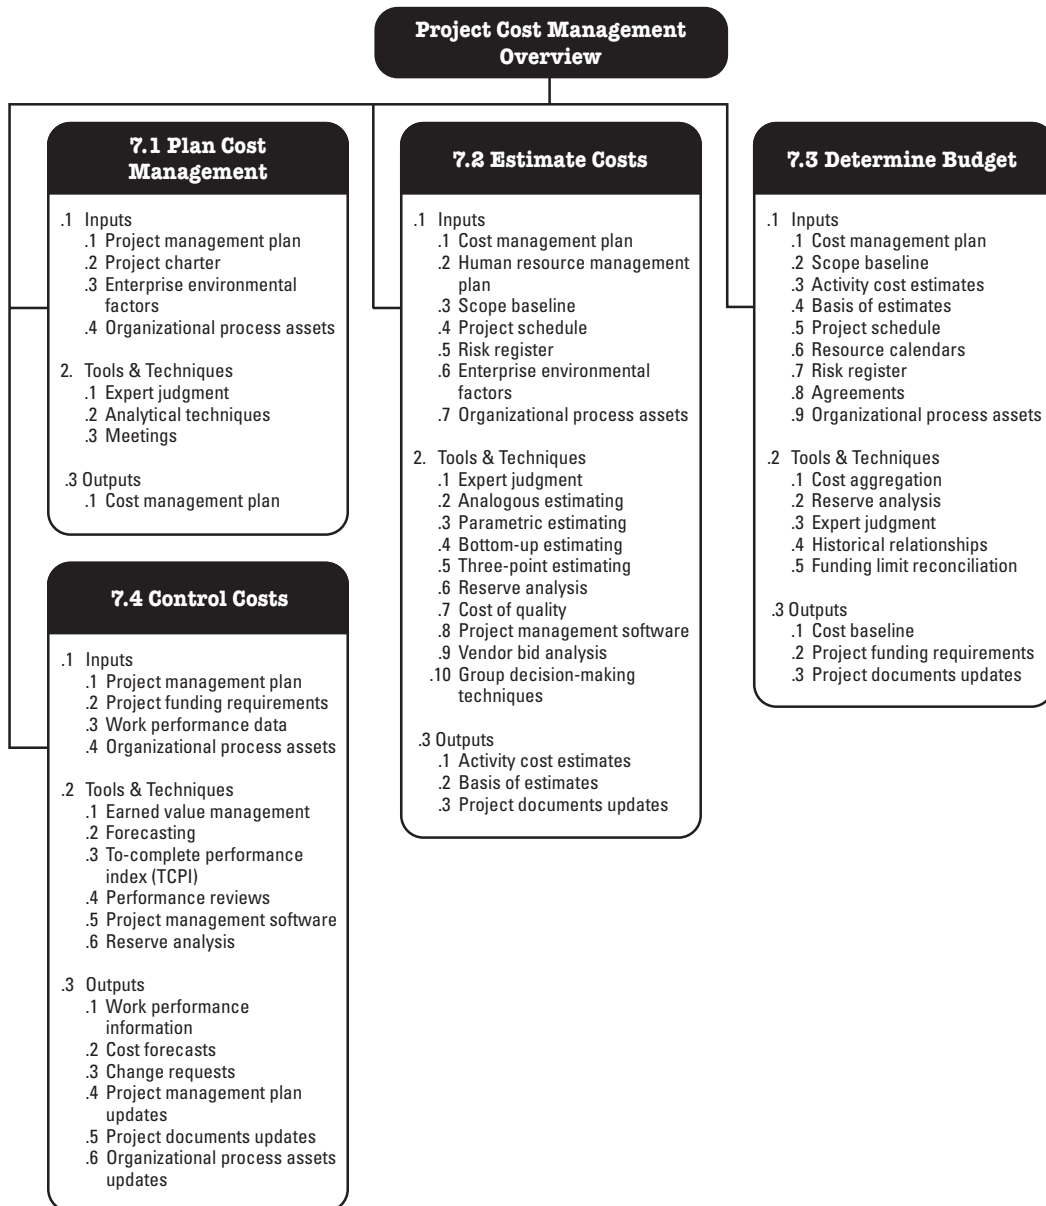 Project Cost Management
Overview
7.1 Plan Cost
Management
.1 Inputs
.1 Project management plan
.2 Project charter
.3 Enterprise environmental
factors
.4 Organizational process assets
2. Tools & Techniques
.1 Expert judgment
.2 Analytical techniques
.3 Meetings
.3 Outputs
.1 Cost management plan
7.2 Estimate Costs
.1 Inputs
.1 Cost management plan
.2 Human resource management
plan
.3 Scope baseline
.4 Project schedule
.5 Risk register
.6 Enterprise environmental
factors
.7 Organizational process assets
2. Tools & Techniques
.1 Expert judgment
.2 Analogous estimating
.3 Parametric estimating
.4 Bottom-up estimating
.5 Three-point estimating
.6 Reserve analysis
.7 Cost of quality
.8 Project management software
.9 Vendor bid analysis
.10 Group decision-making
techniques
.3 Outputs
.1 Activity cost estimates
.2 Basis of estimates
.3 Project documents updates
7.3 Determine Budget
.1 Inputs
.1 Cost management plan
.2 Scope baseline
.3 Activity cost estimates
.4 Basis of estimates
.5 Project schedule
.6 Resource calendars
.7 Risk register
.8 Agreements
.9 Organizational process assets
.2 Tools & Techniques
.1 Cost aggregation
.2 Reserve analysis
.3 Expert judgment
.4 Historical relationships
.5 Funding limit reconciliation
.3 Outputs
.1 Cost baseline
.2 Project funding requirements
.3 Project documents updates
7.4 Control Costs
.1 Inputs
.1 Project management plan
.2 Project funding requirements
.3 Work performance data
.4 Organizational process assets
.2 Tools & Techniques
.1 Earned value management
.2 Forecasting
.3 To-complete performance
index (TCPI)
.4 Performance reviews
.5 Project management software
.6 Reserve analysis
.3 Outputs
.1 Work performance
information
.2 Cost forecasts
.3 Change requests
.4 Project management plan
updates
.5 Project documents updates
.6 Organizational process assets
updates